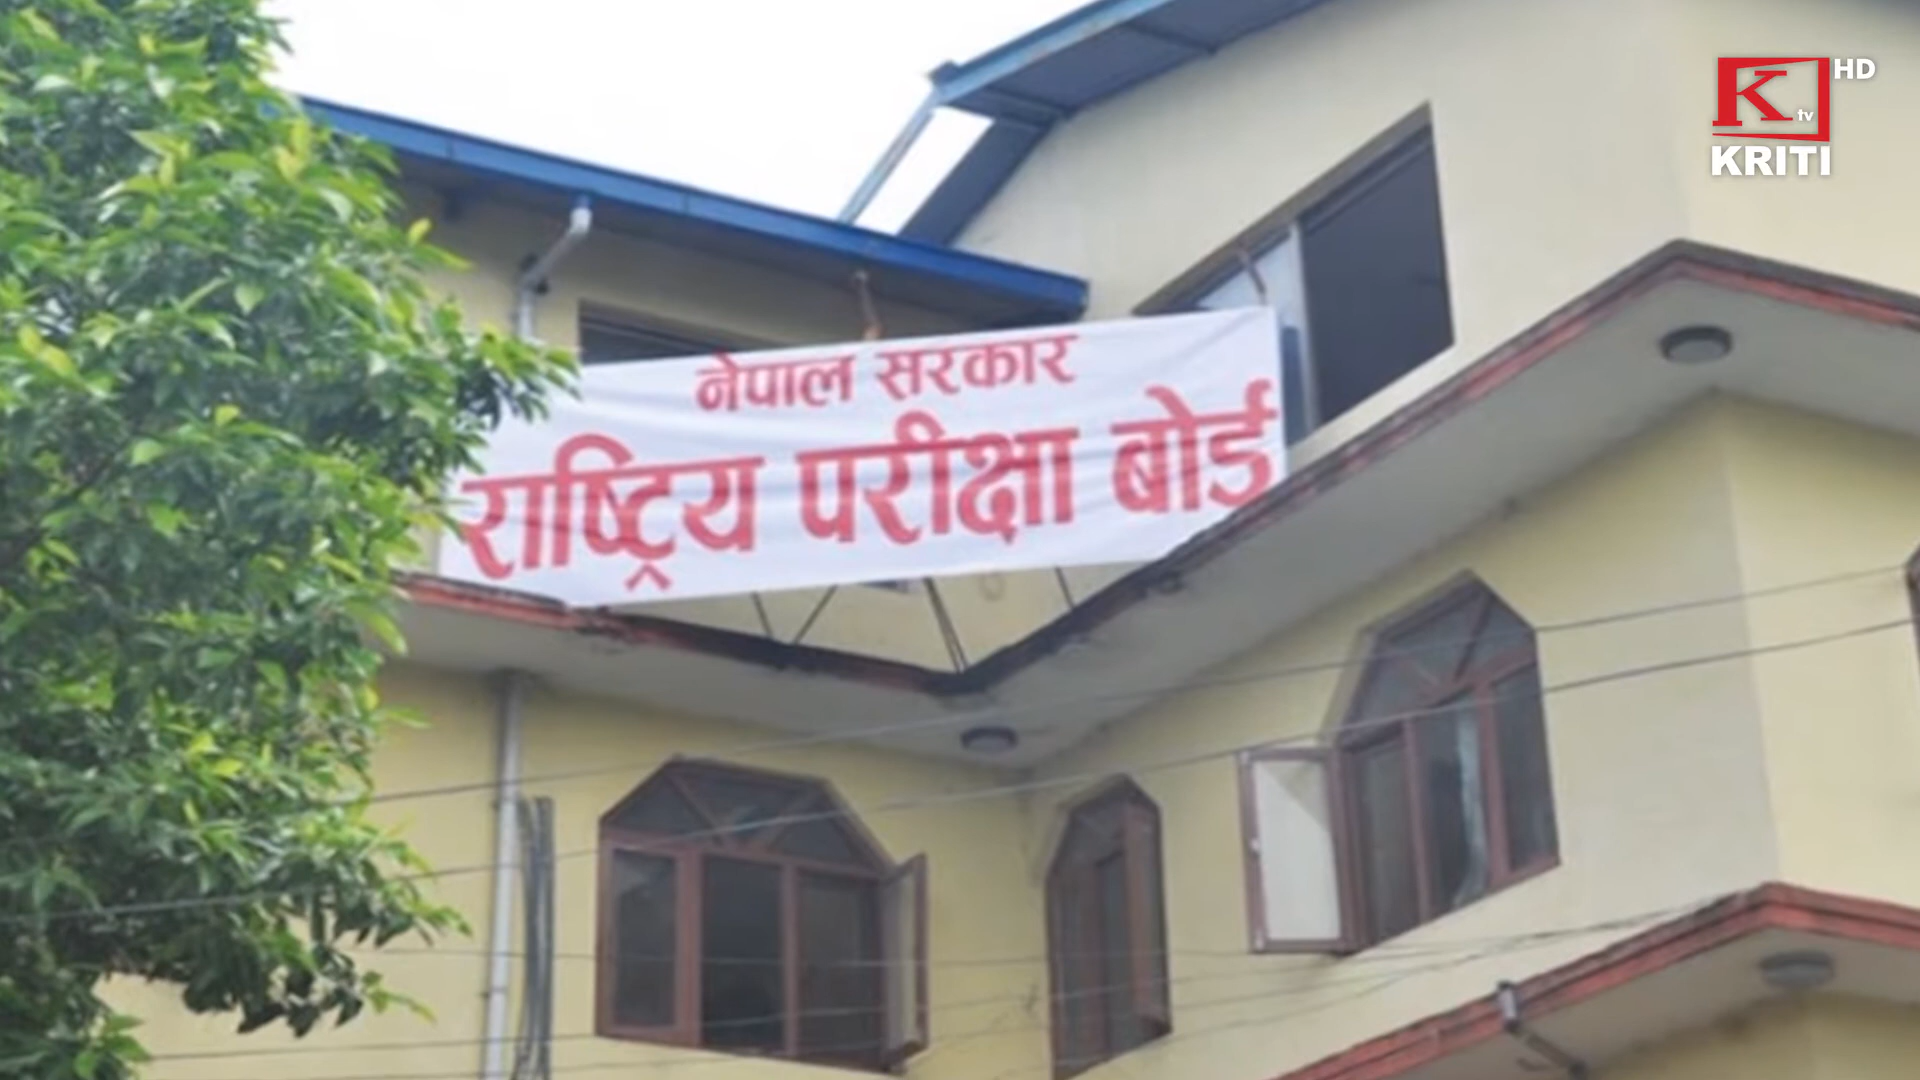 नेपाल सरकार
राष्ट्रिय परीक्षा बोर्ड
K tv HD
KRITI